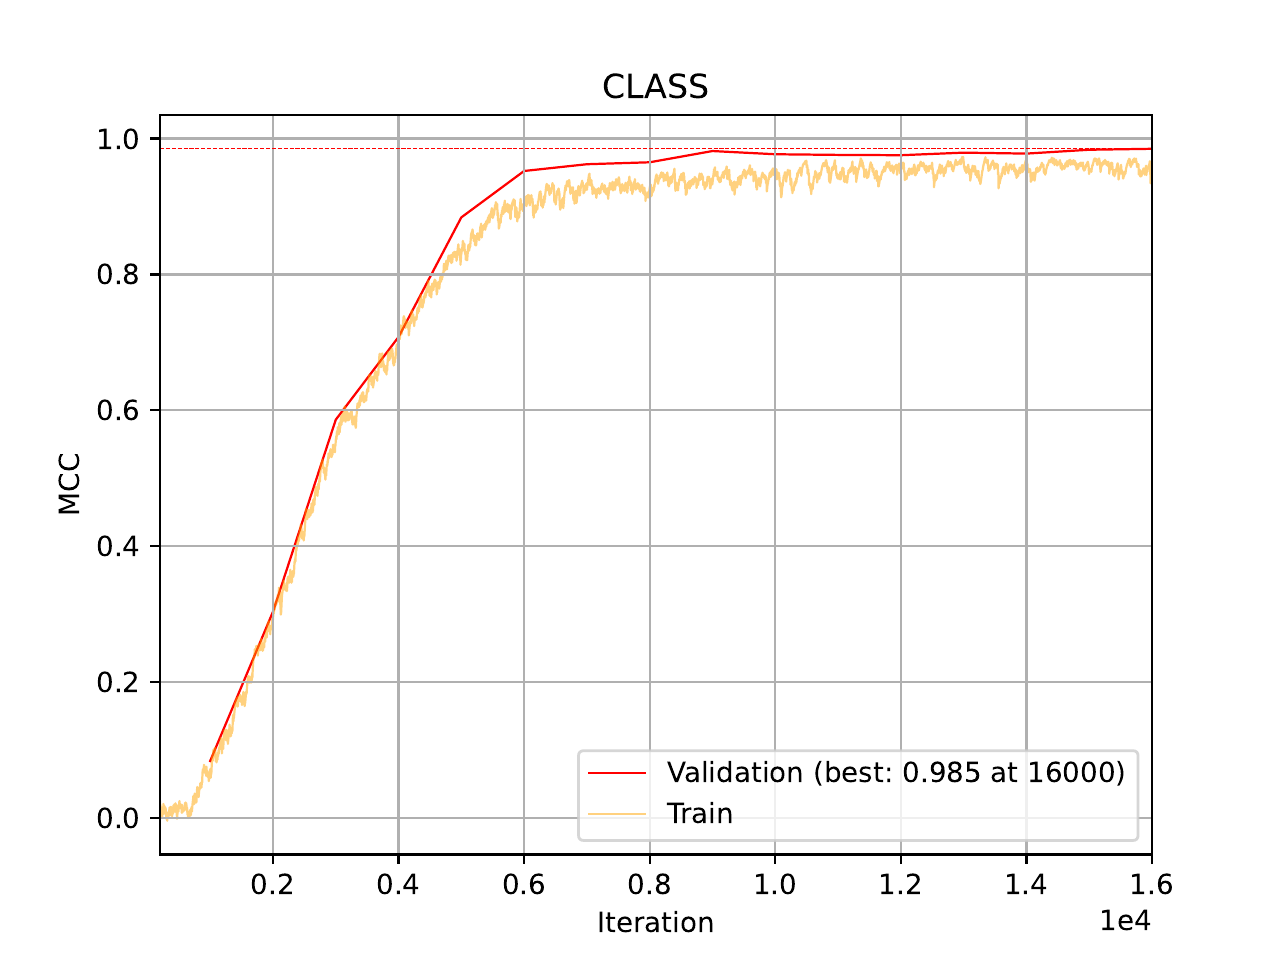 CLASS
1.0
0.8
0.6
0.4
0.2
0.0
MCC
Validation (best: 0.985 at 16000)
Train
0.2 0.4 0.6 0.8 1.0 1.2 1.4 1.6
Iteration
1e4